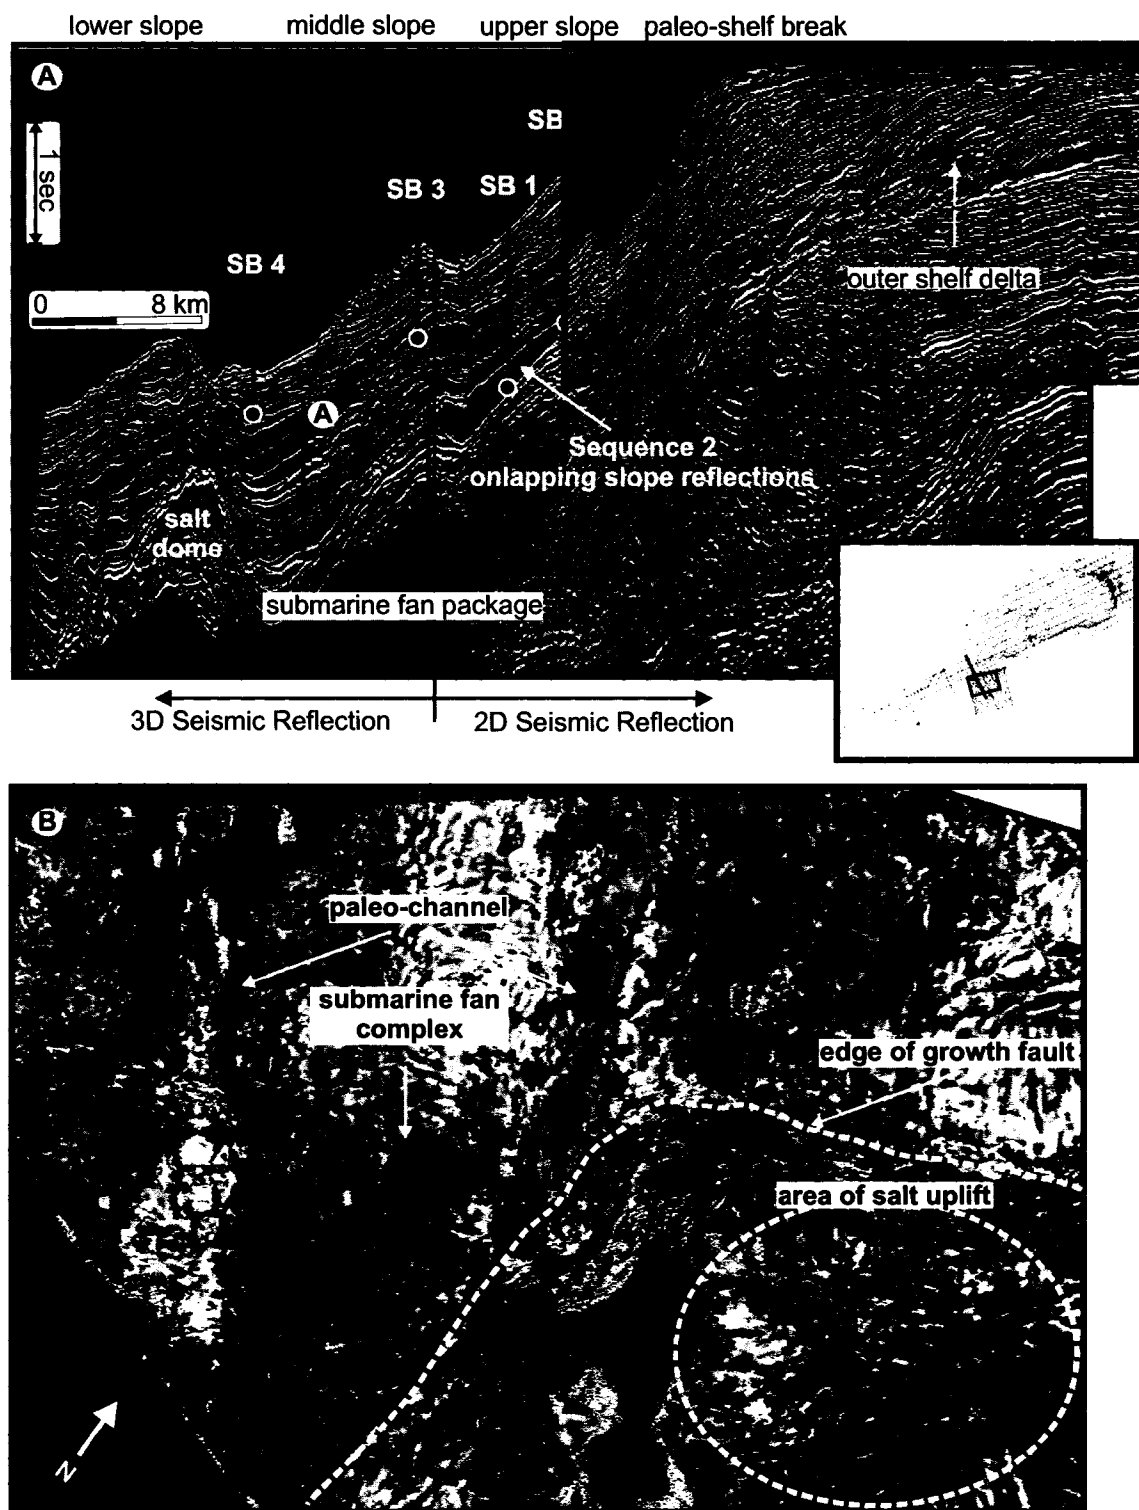 lower slope middle slope upper slope paleo-shelf break
A
SB
1 sec
SB 3 SB 1
SB 4
outer shelf delta
0 8 km
A
Sequence 2
onlapping slope reflections
salt
dome
submarine fan package
3D Seismic Reflection 2D Seismic Reflection
B
paleo-channel
submarine fan
complex
edge of growth fault
area of salt uplift
N